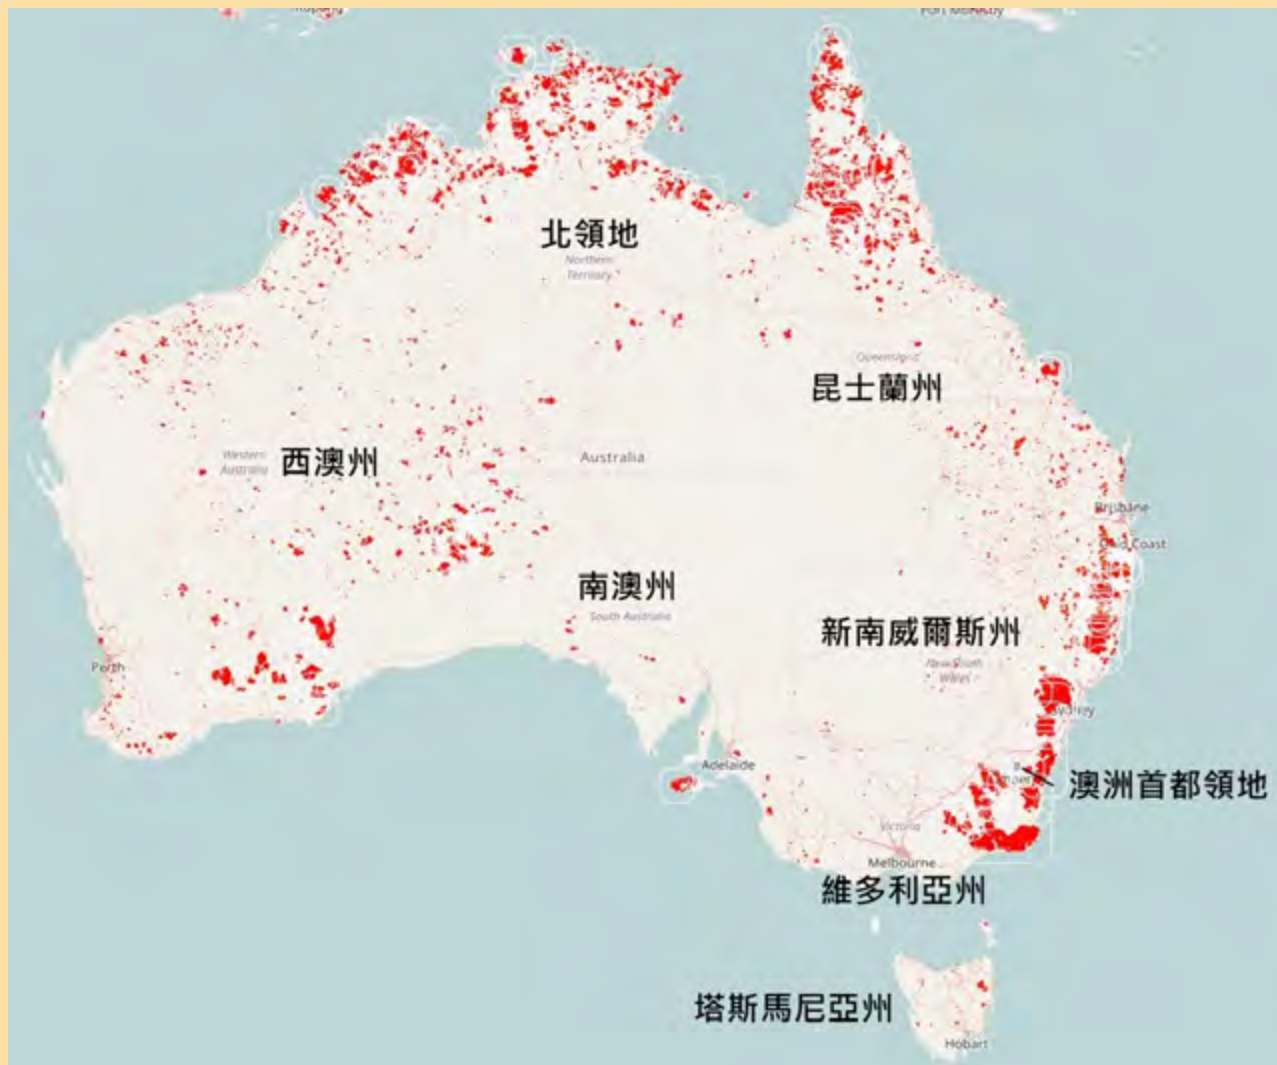 Port Moresby
北領地
Northern
Territory
Queensland
昆士蘭州
Western
Australia
西澳州
Australia
Brisbane
Gold Coast
南澳州
South Australia
新南威爾斯州
New South
Wales
Perth
Sydney
Adelaide
澳洲首都領地
Victoria
Melbourne
維多利亞州
塔斯馬尼亞州
Hobart